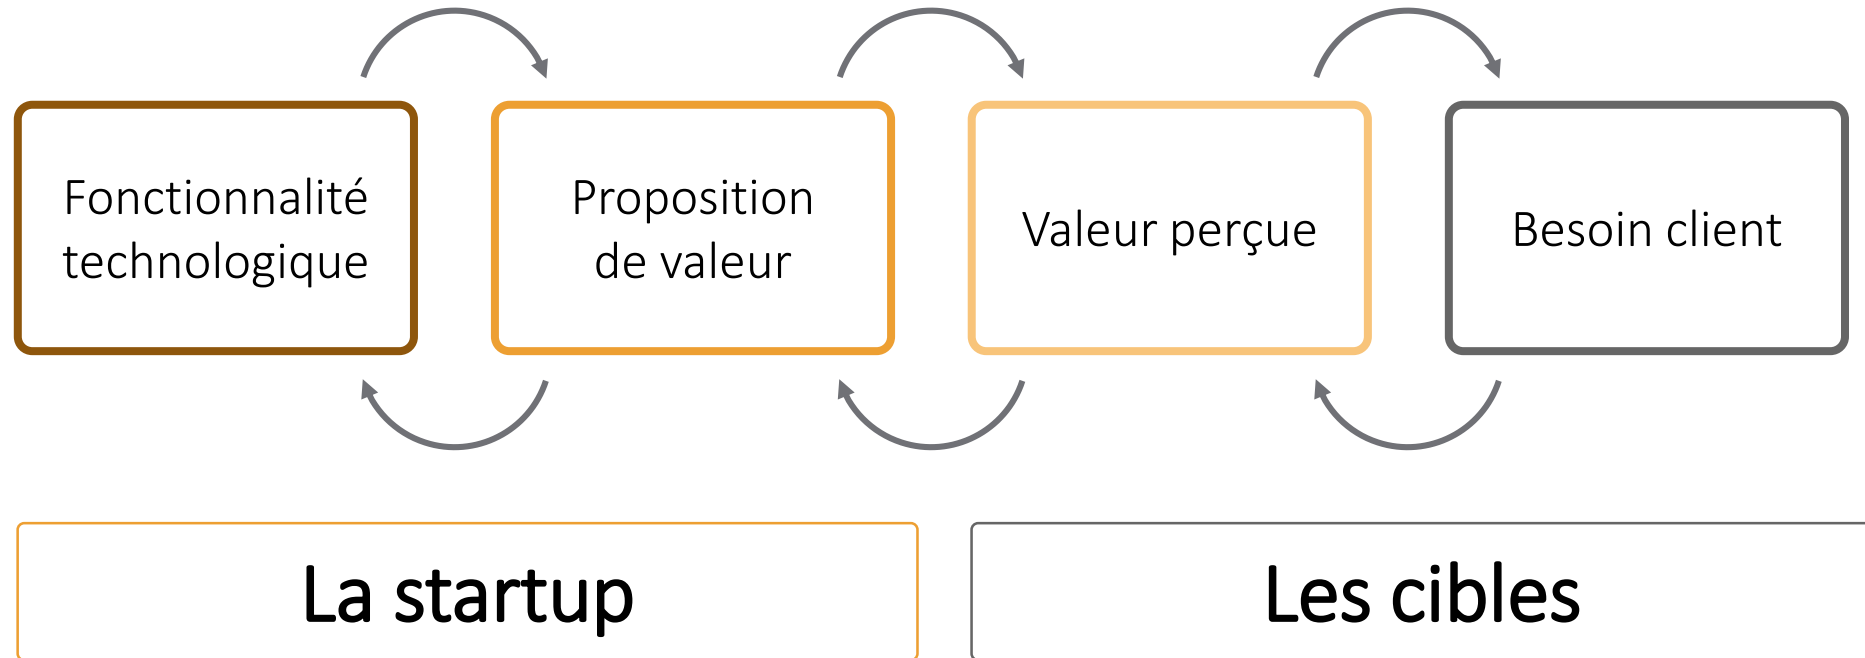 Fonctionnalité
technologique
Proposition
de valeur
Valeur perçue
Besoin client
La startup
Les cibles